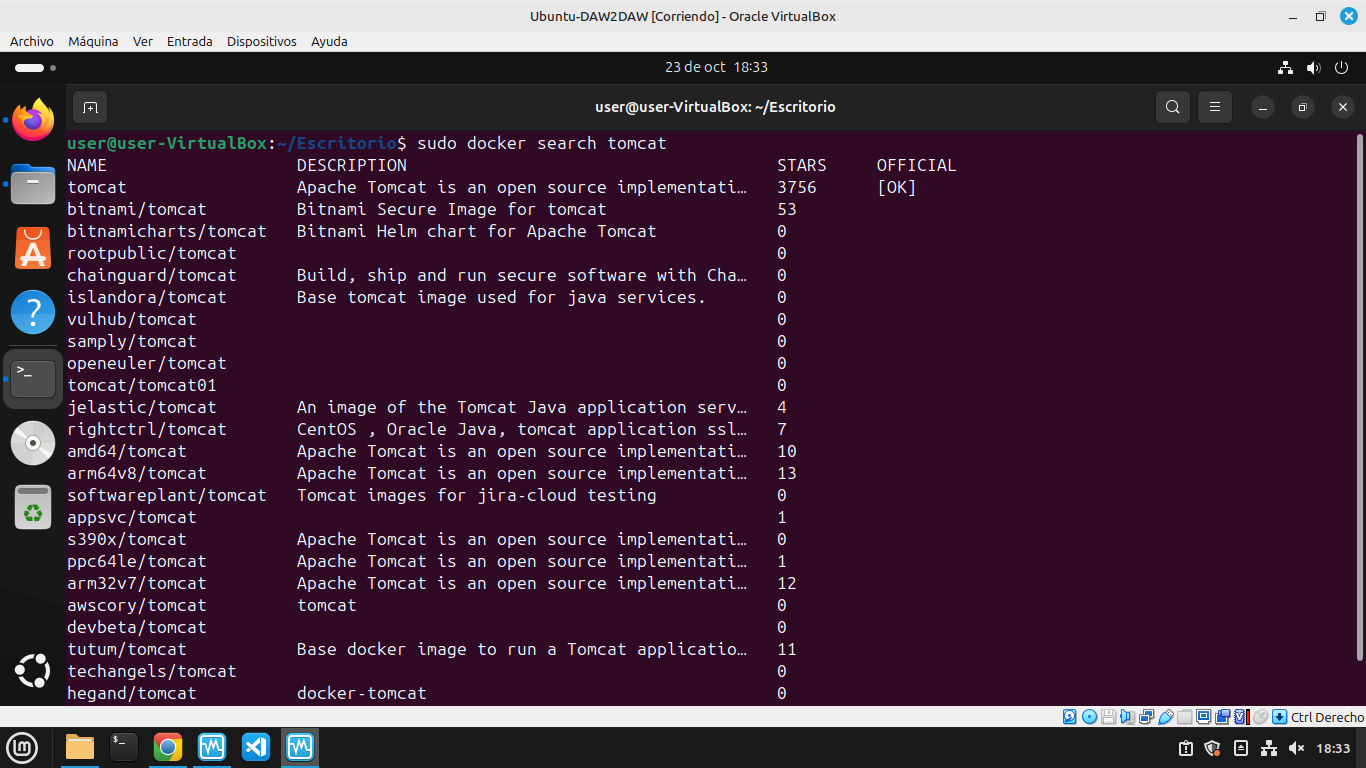 Ubuntu-DAW2DAW [Corriendo] - Oracle VirtualBox
Archivo Máquina Ver Entrada Dispositivos Ayuda
23 de oct 18:33
user@user-VirtualBox: ~/Escritorio
user@user-VirtualBox:~/Escritorio$ sudo docker search tomcat
NAME DESCRIPTION STARS OFFICIAL
tomcat Apache Tomcat is an open source implementati… 3756 [OK]
bitnami/tomcat Bitnami Secure Image for tomcat 53
bitnamicharts/tomcat Bitnami Helm chart for Apache Tomcat 0
rootpublic/tomcat 0
chainguard/tomcat Build, ship and run secure software with Cha… 0
islandora/tomcat Base tomcat image used for java services. 0
vulhub/tomcat 0
samply/tomcat 0
openeuler/tomcat 0
tomcat/tomcat01 0
jelastic/tomcat An image of the Tomcat Java application serv… 4
rightctrl/tomcat CentOS , Oracle Java, tomcat application ssl… 7
amd64/tomcat Apache Tomcat is an open source implementati… 10
arm64v8/tomcat Apache Tomcat is an open source implementati… 13
softwareplant/tomcat Tomcat images for jira-cloud testing 0
appsvc/tomcat 1
s390x/tomcat Apache Tomcat is an open source implementati… 0
ppc64le/tomcat Apache Tomcat is an open source implementati… 1
arm32v7/tomcat Apache Tomcat is an open source implementati… 12
awscory/tomcat tomcat 0
devbeta/tomcat 0
tutum/tomcat Base docker image to run a Tomcat applicatio… 11
techangels/tomcat 0
hegand/tomcat docker-tomcat 0
Ctrl Derecho
18:33